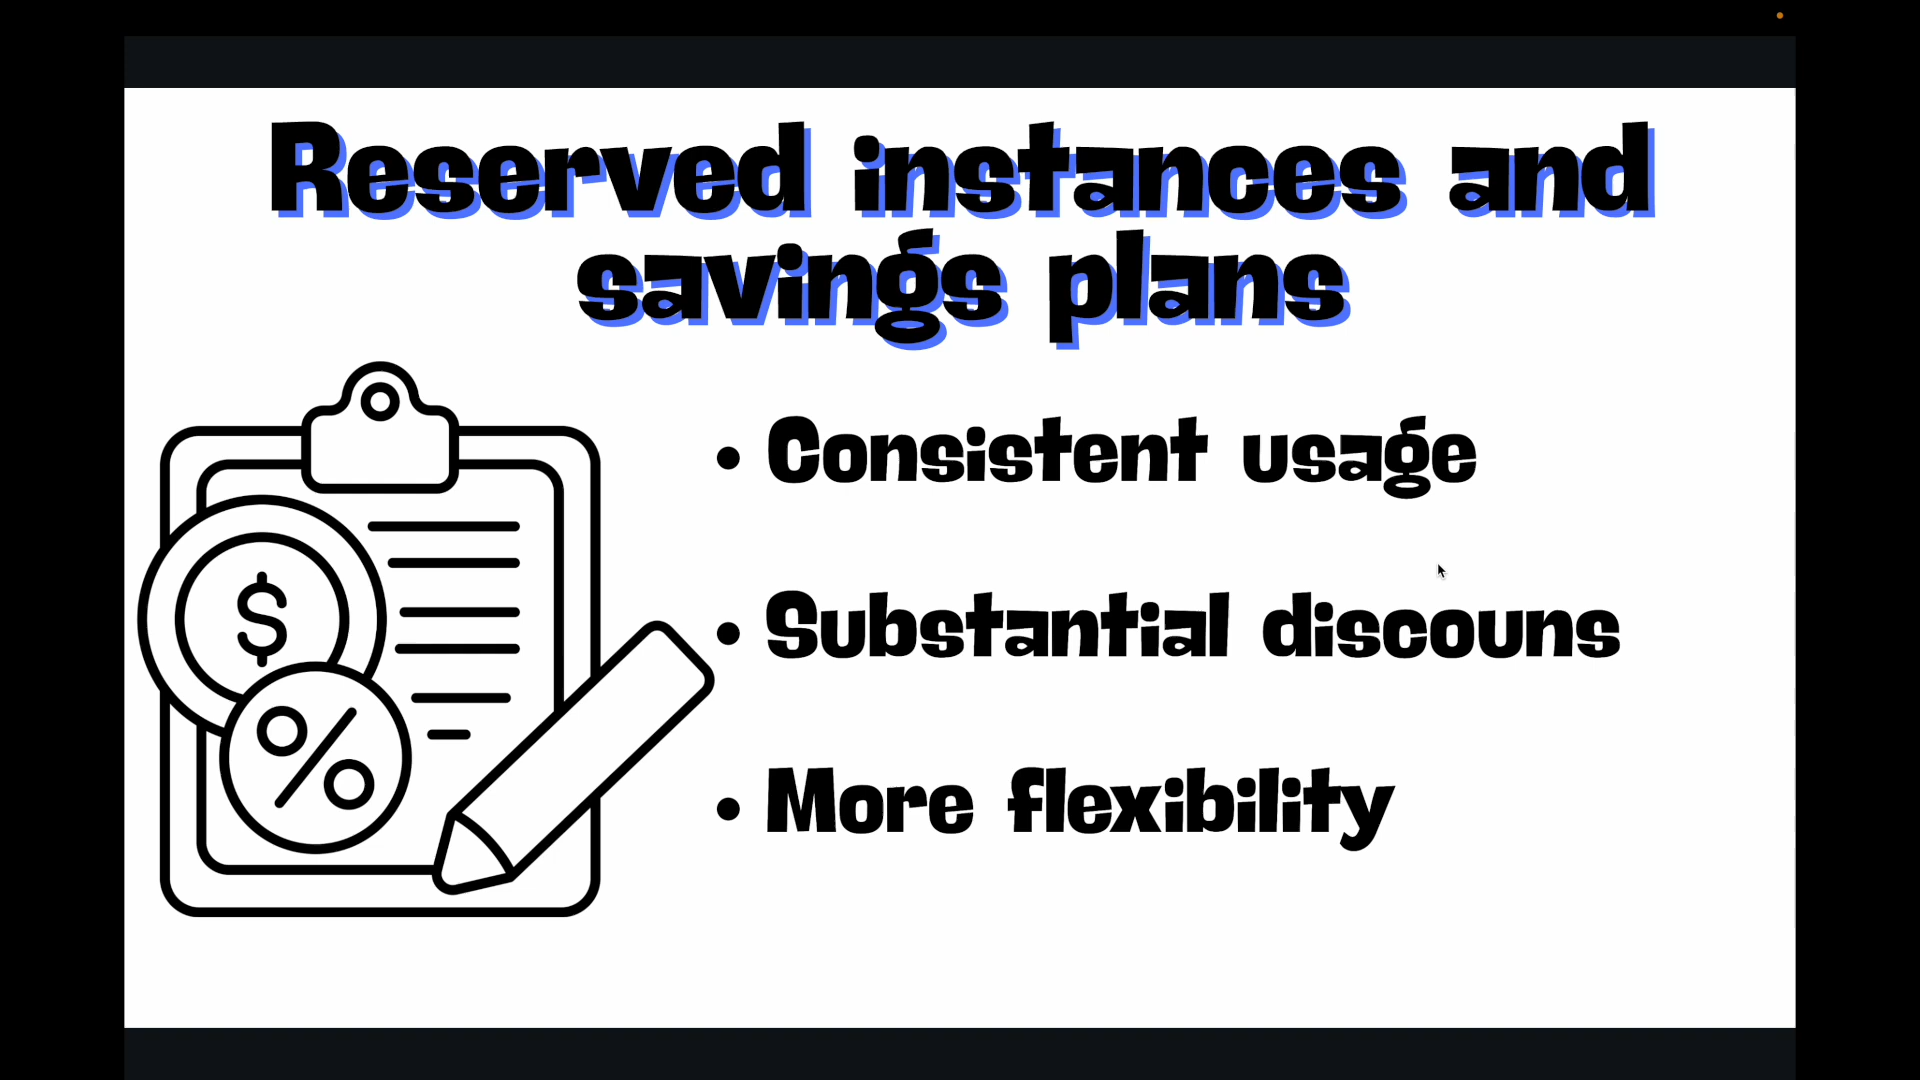 Reserved instances and
savings plans
• Consistent usage
• Substantial discouns
• More flexibility
$
%